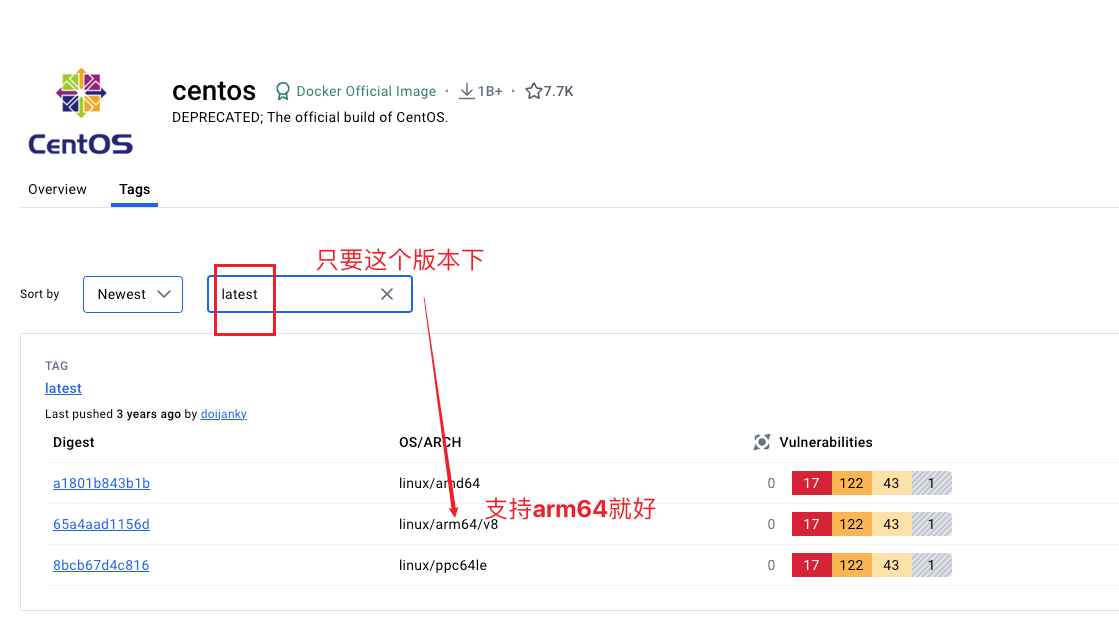 centos Docker Official Image · 1B+ · 7.7K
DEPRECATED; The official build of CentOS.
CentOS
Overview Tags
只要这个版本下
Sort by Newest latest
TAG
latest
Last pushed 3 years ago by doijanky
Digest OS/ARCH Vulnerabilities
a1801b843b1b linux/amd64 0 17 122 43 1
支持arm64就好
65a4aad1156d linux/arm64/v8 0 17 122 43 1
8bcb67d4c816 linux/ppc64le 0 17 122 43 1